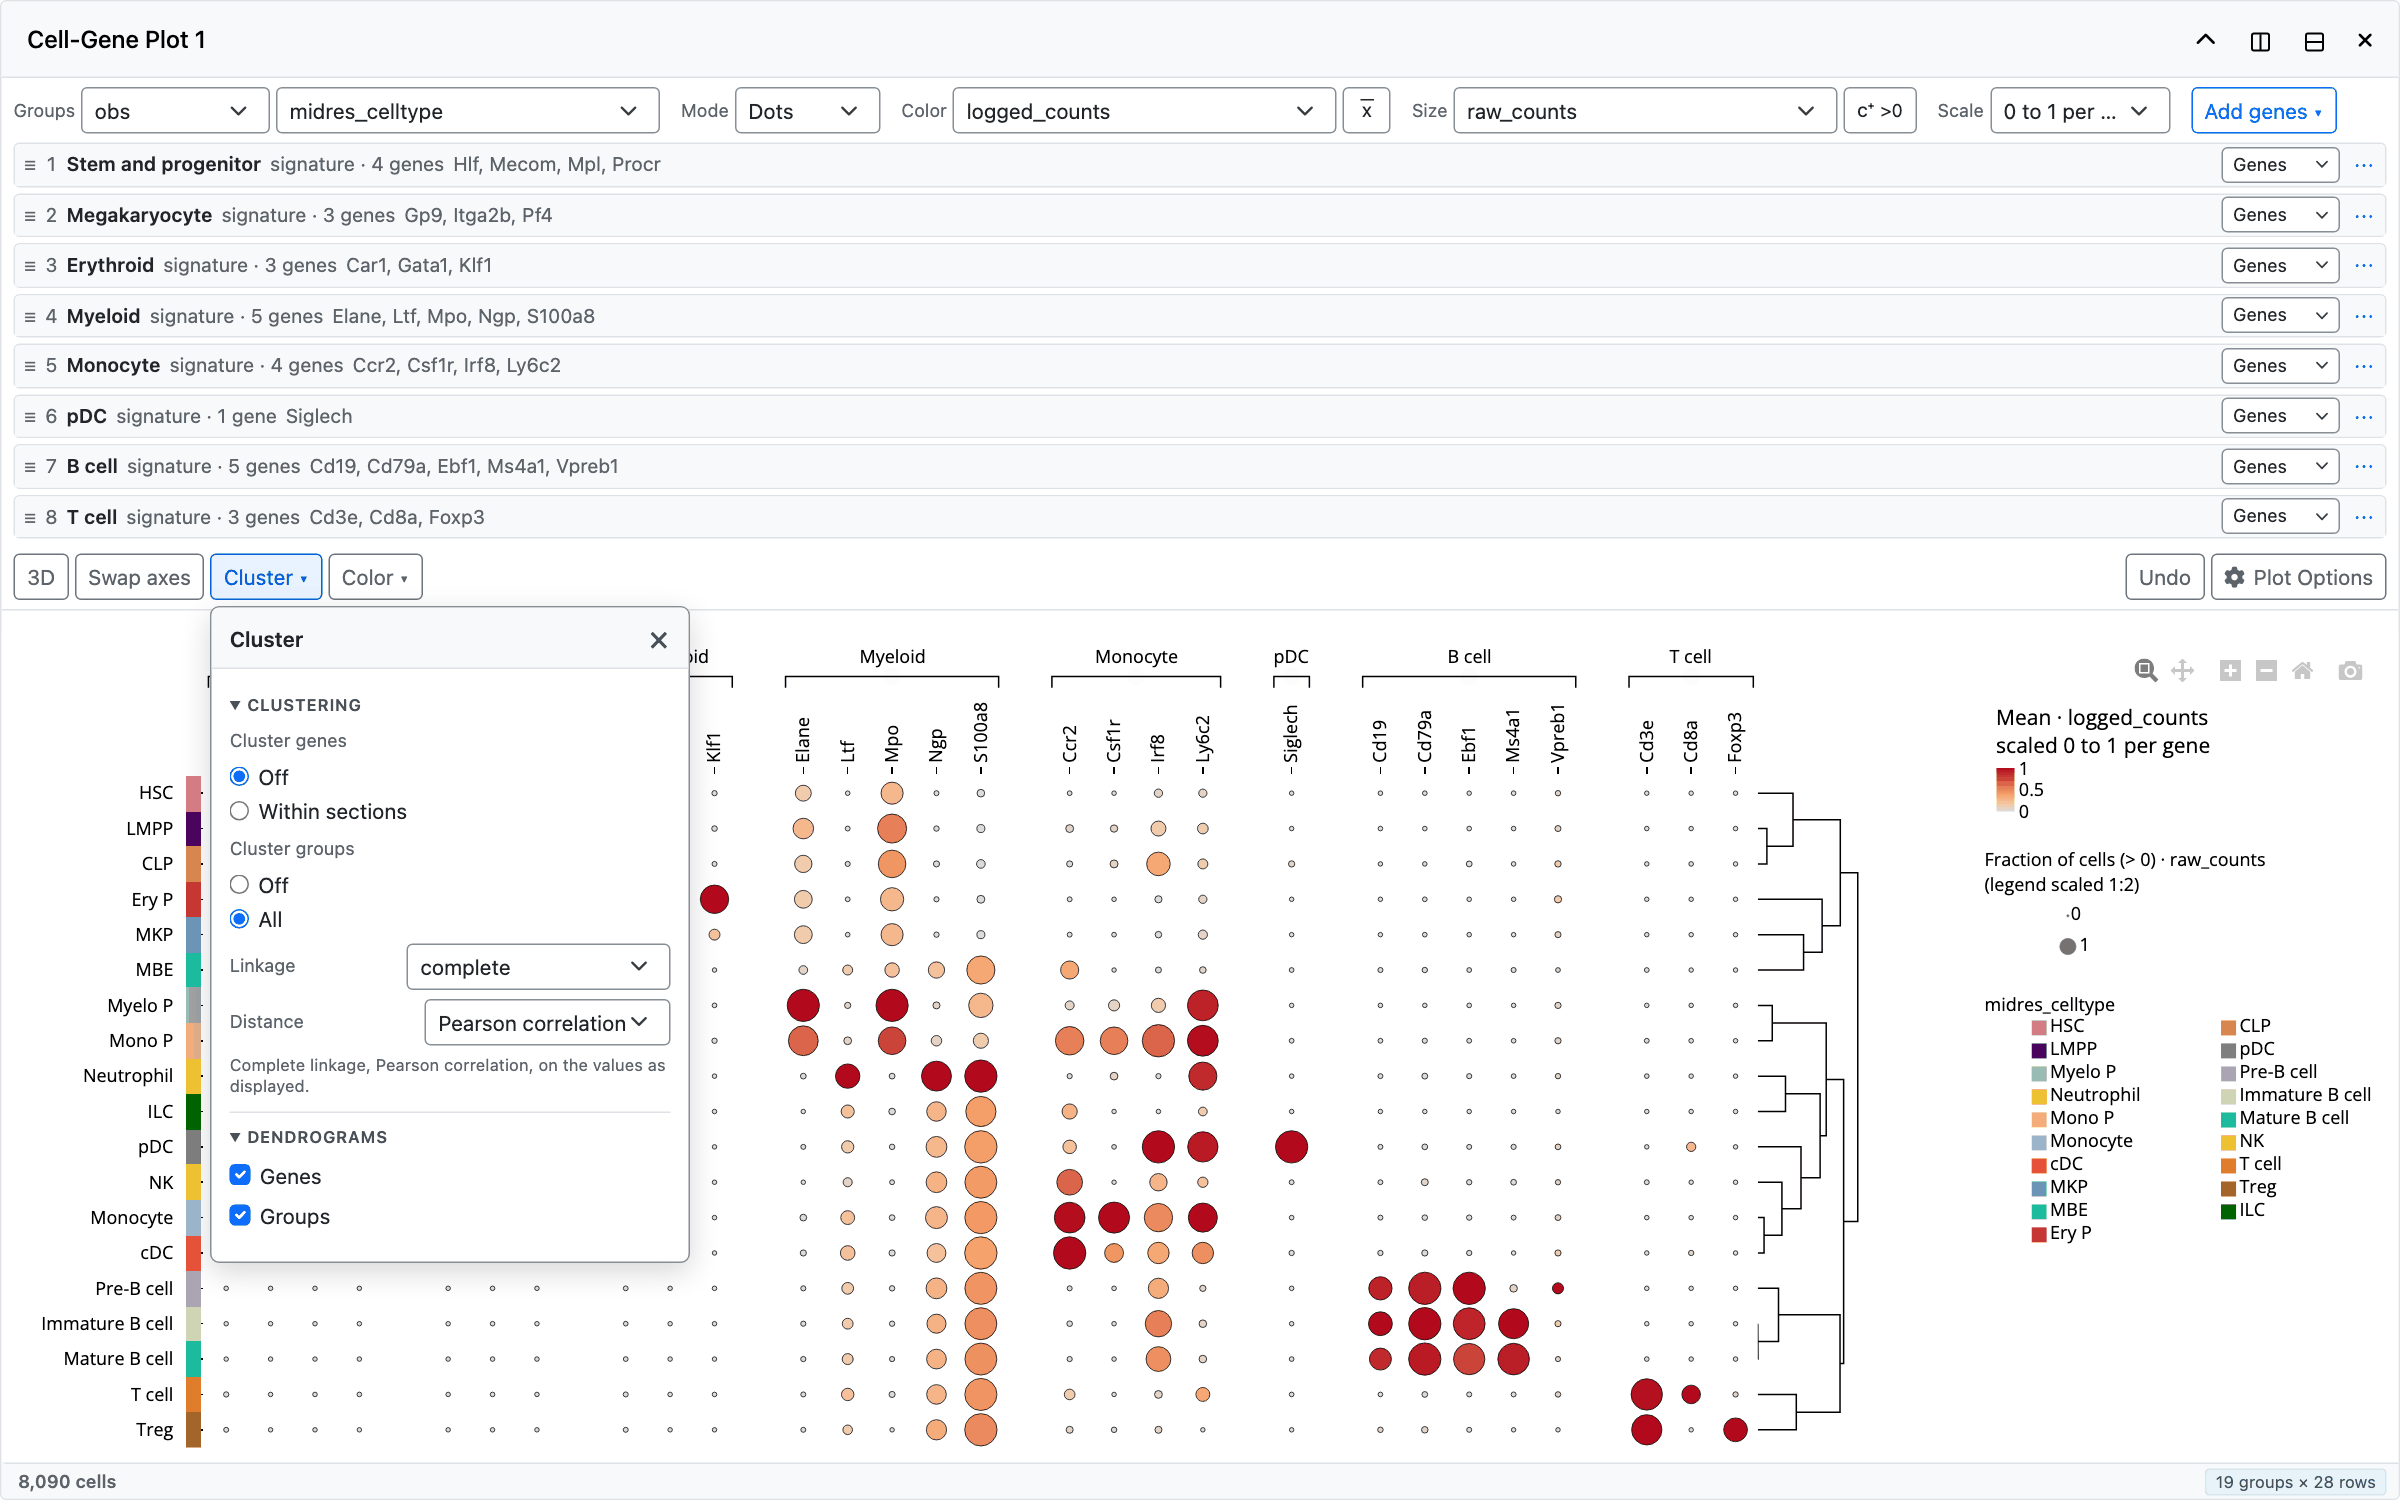 Cell-Gene Plot 1
Groups obs midres_celltype Mode Dots Color logged_counts x Size raw_counts c⁺ >0 Scale 0 to 1 per ... Add genes ▾
≡ 1 Stem and progenitor signature · 4 genes Hlf, Mecom, Mpl, Procr Genes ...
≡ 2 Megakaryocyte signature · 3 genes Gp9, Itga2b, Pf4 Genes ...
≡ 3 Erythroid signature · 3 genes Car1, Gata1, Klf1 Genes ...
≡ 4 Myeloid signature · 5 genes Elane, Ltf, Mpo, Ngp, S100a8 Genes ...
≡ 5 Monocyte signature · 4 genes Ccr2, Csf1r, Irf8, Ly6c2 Genes ...
≡ 6 pDC signature · 1 gene Siglech Genes ...
≡ 7 B cell signature · 5 genes Cd19, Cd79a, Ebf1, Ms4a1, Vpreb1 Genes ...
≡ 8 T cell signature · 3 genes Cd3e, Cd8a, Foxp3 Genes ...
3D Swap axes Cluster ▾ Color ▾ Undo Plot Options
Cluster
▼ CLUSTERING
Cluster genes
Off
Within sections
Cluster groups
Off
All
Linkage complete
Distance Pearson correlation
Complete linkage, Pearson correlation, on the values as
displayed.
▼ DENDROGRAMS
Genes
Groups
oid Myeloid Monocyte pDC B cell T cell
Klf1 Elane Ltf Mpo Ngp S100a8 Ccr2 Csf1r Irf8 Ly6c2 Siglech Cd19 Cd79a Ebf1 Ms4a1 Vpreb1 Cd3e Cd8a Foxp3
HSC
LMPP
CLP
Ery P
MKP
MBE
Myelo P
Mono P
Neutrophil
ILC
pDC
NK
Monocyte
cDC
Pre-B cell
Immature B cell
Mature B cell
T cell
Treg
Mean · logged_counts
scaled 0 to 1 per gene
1
0.5
0
Fraction of cells (> 0) · raw_counts
(legend scaled 1:2)
0
1
midres_celltype
HSC CLP
LMPP pDC
Myelo P Pre-B cell
Neutrophil Immature B cell
Mono P Mature B cell
Monocyte NK
cDC T cell
MKP Treg
MBE ILC
Ery P
8,090 cells 19 groups × 28 rows